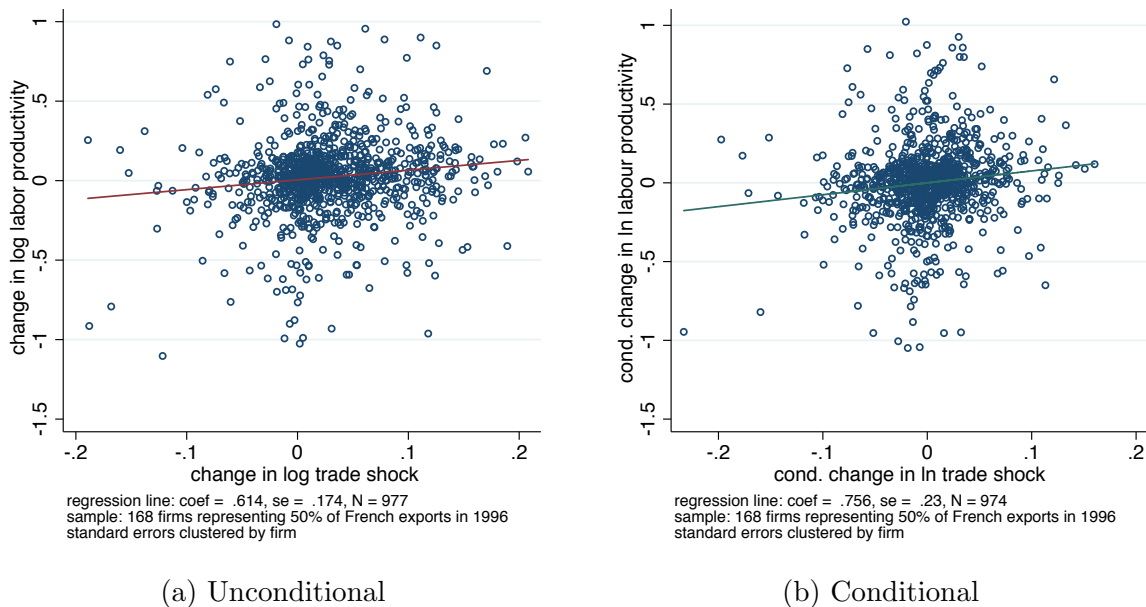 1
.5
0
-.5
-1
-1.5
change in log labor productivity
-.2 -.1 0 .1 .2
change in log trade shock
regression line: coef = .614, se = .174, N = 977
sample: 168 firms representing 50% of French exports in 1996
standard errors clustered by firm
(a) Unconditional
1
.5
0
-.5
-1
-1.5
cond. change in ln labour productivity
-.2 -.1 0 .1 .2
cond. change in ln trade shock
regression line: coef = .756, se = .23, N = 974
sample: 168 firms representing 50% of French exports in 1996
standard errors clustered by firm
(b) Conditional